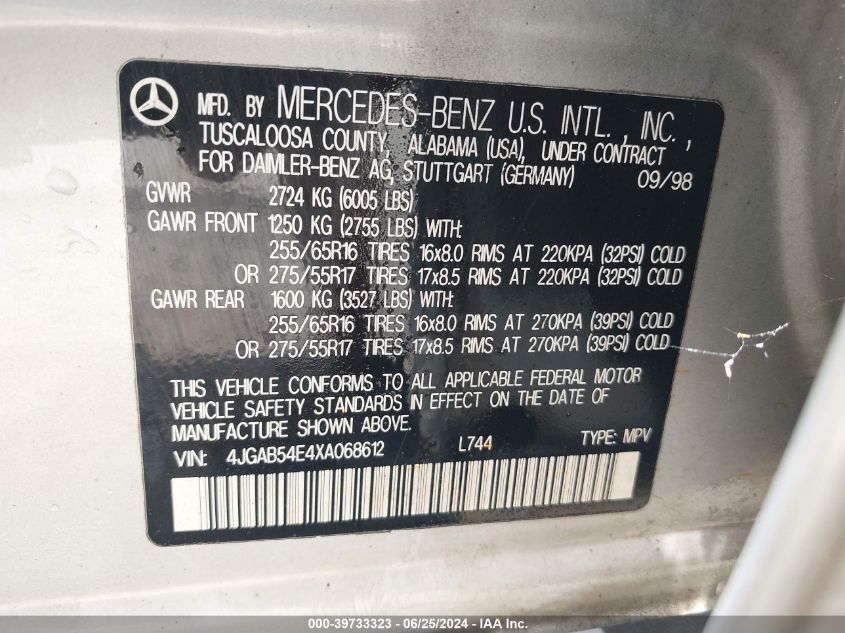 MFD. BY MERCEDES-BENZ U.S. INTL., INC.,
TUSCALOOSA COUNTY, ALABAMA (USA), UNDER CONTRACT
FOR DAIMLER-BENZ AG, STUTTGART (GERMANY) 09/98
GVWR 2724 KG (6005 LBS)
GAWR FRONT 1250 KG (2755 LBS) WITH:
255/65R16 TIRES 16x8.0 RIMS AT 220KPA (32PSI) COLD
OR 275/55R17 TIRES 17x8.5 RIMS AT 220KPA (32PSI) COLD
GAWR REAR 1600 KG (3527 LBS) WITH:
255/65R16 TIRES 16x8.0 RIMS AT 270KPA (39PSI) COLD
OR 275/55R17 TIRES 17x8.5 RIMS AT 270KPA (39PSI) COLD
THIS VEHICLE CONFORMS TO ALL APPLICABLE FEDERAL MOTOR
VEHICLE SAFETY STANDARDS IN EFFECT ON THE DATE OF
MANUFACTURE SHOWN ABOVE.
VIN: 4JGAB54E4XA068612 L744 TYPE: MPV
000-39733323 - 06/25/2024 - IAA Inc.